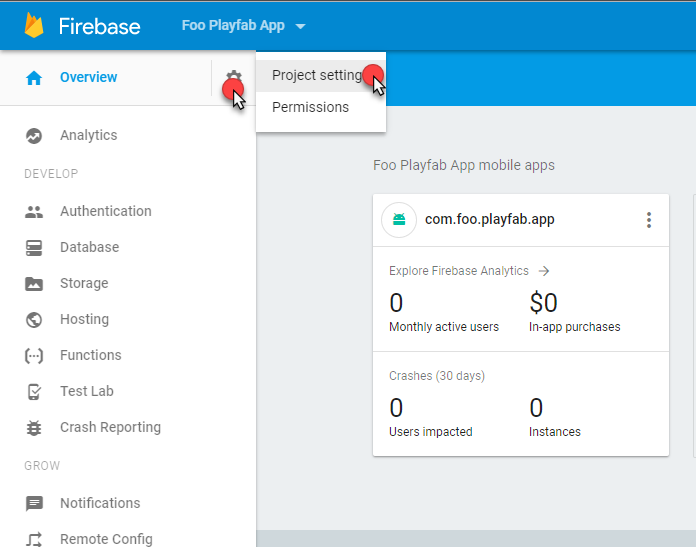 Firebase
Foo Playfab App
Overview
Project setting
Permissions
Analytics
DEVELOP
Authentication
Database
Storage
Hosting
Functions
Test Lab
Crash Reporting
GROW
Notifications
Remote Config
Foo Playfab App mobile apps
com.foo.playfab.app
Explore Firebase Analytics
0 $0
Monthly active users In-app purchases
Crashes (30 days)
0 0
Users impacted Instances